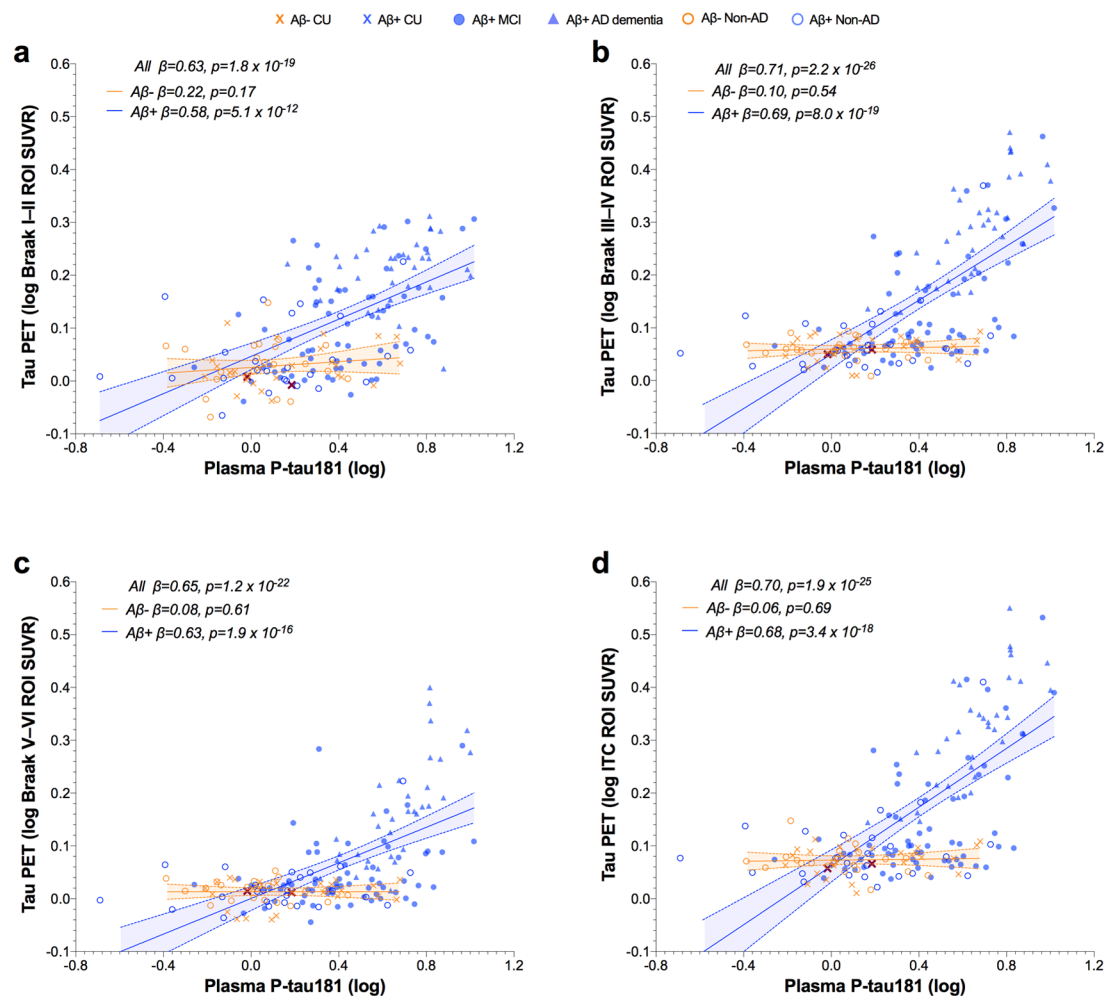 x Aβ- CU x Aβ+ CU Aβ+ MCI Aβ+ AD dementia Aβ- Non-AD Aβ+ Non-AD
a
All β=0.63, p=1.8 x 10⁻¹⁹
Aβ- β=0.22, p=0.17
Aβ+ β=0.58, p=5.1 x 10⁻¹²
Tau PET (log Braak I–II ROI SUVR)
0.6
0.5
0.4
0.3
0.2
0.1
0.0
-0.1
-0.8 -0.4 0.0 0.4 0.8 1.2
Plasma P-tau181 (log)
b
All β=0.71, p=2.2 x 10⁻²⁶
Aβ- β=0.10, p=0.54
Aβ+ β=0.69, p=8.0 x 10⁻¹⁹
Tau PET (log Braak III–IV ROI SUVR)
0.6
0.5
0.4
0.3
0.2
0.1
0.0
-0.1
-0.8 -0.4 0.0 0.4 0.8 1.2
Plasma P-tau181 (log)
c
All β=0.65, p=1.2 x 10⁻²²
Aβ- β=0.08, p=0.61
Aβ+ β=0.63, p=1.9 x 10⁻¹⁶
Tau PET (log Braak V–VI ROI SUVR)
0.6
0.5
0.4
0.3
0.2
0.1
0.0
-0.1
-0.8 -0.4 0.0 0.4 0.8 1.2
Plasma P-tau181 (log)
d
All β=0.70, p=1.9 x 10⁻²⁵
Aβ- β=0.06, p=0.69
Aβ+ β=0.68, p=3.4 x 10⁻¹⁸
Tau PET (log ITC ROI SUVR)
0.6
0.5
0.4
0.3
0.2
0.1
0.0
-0.1
-0.8 -0.4 0.0 0.4 0.8 1.2
Plasma P-tau181 (log)